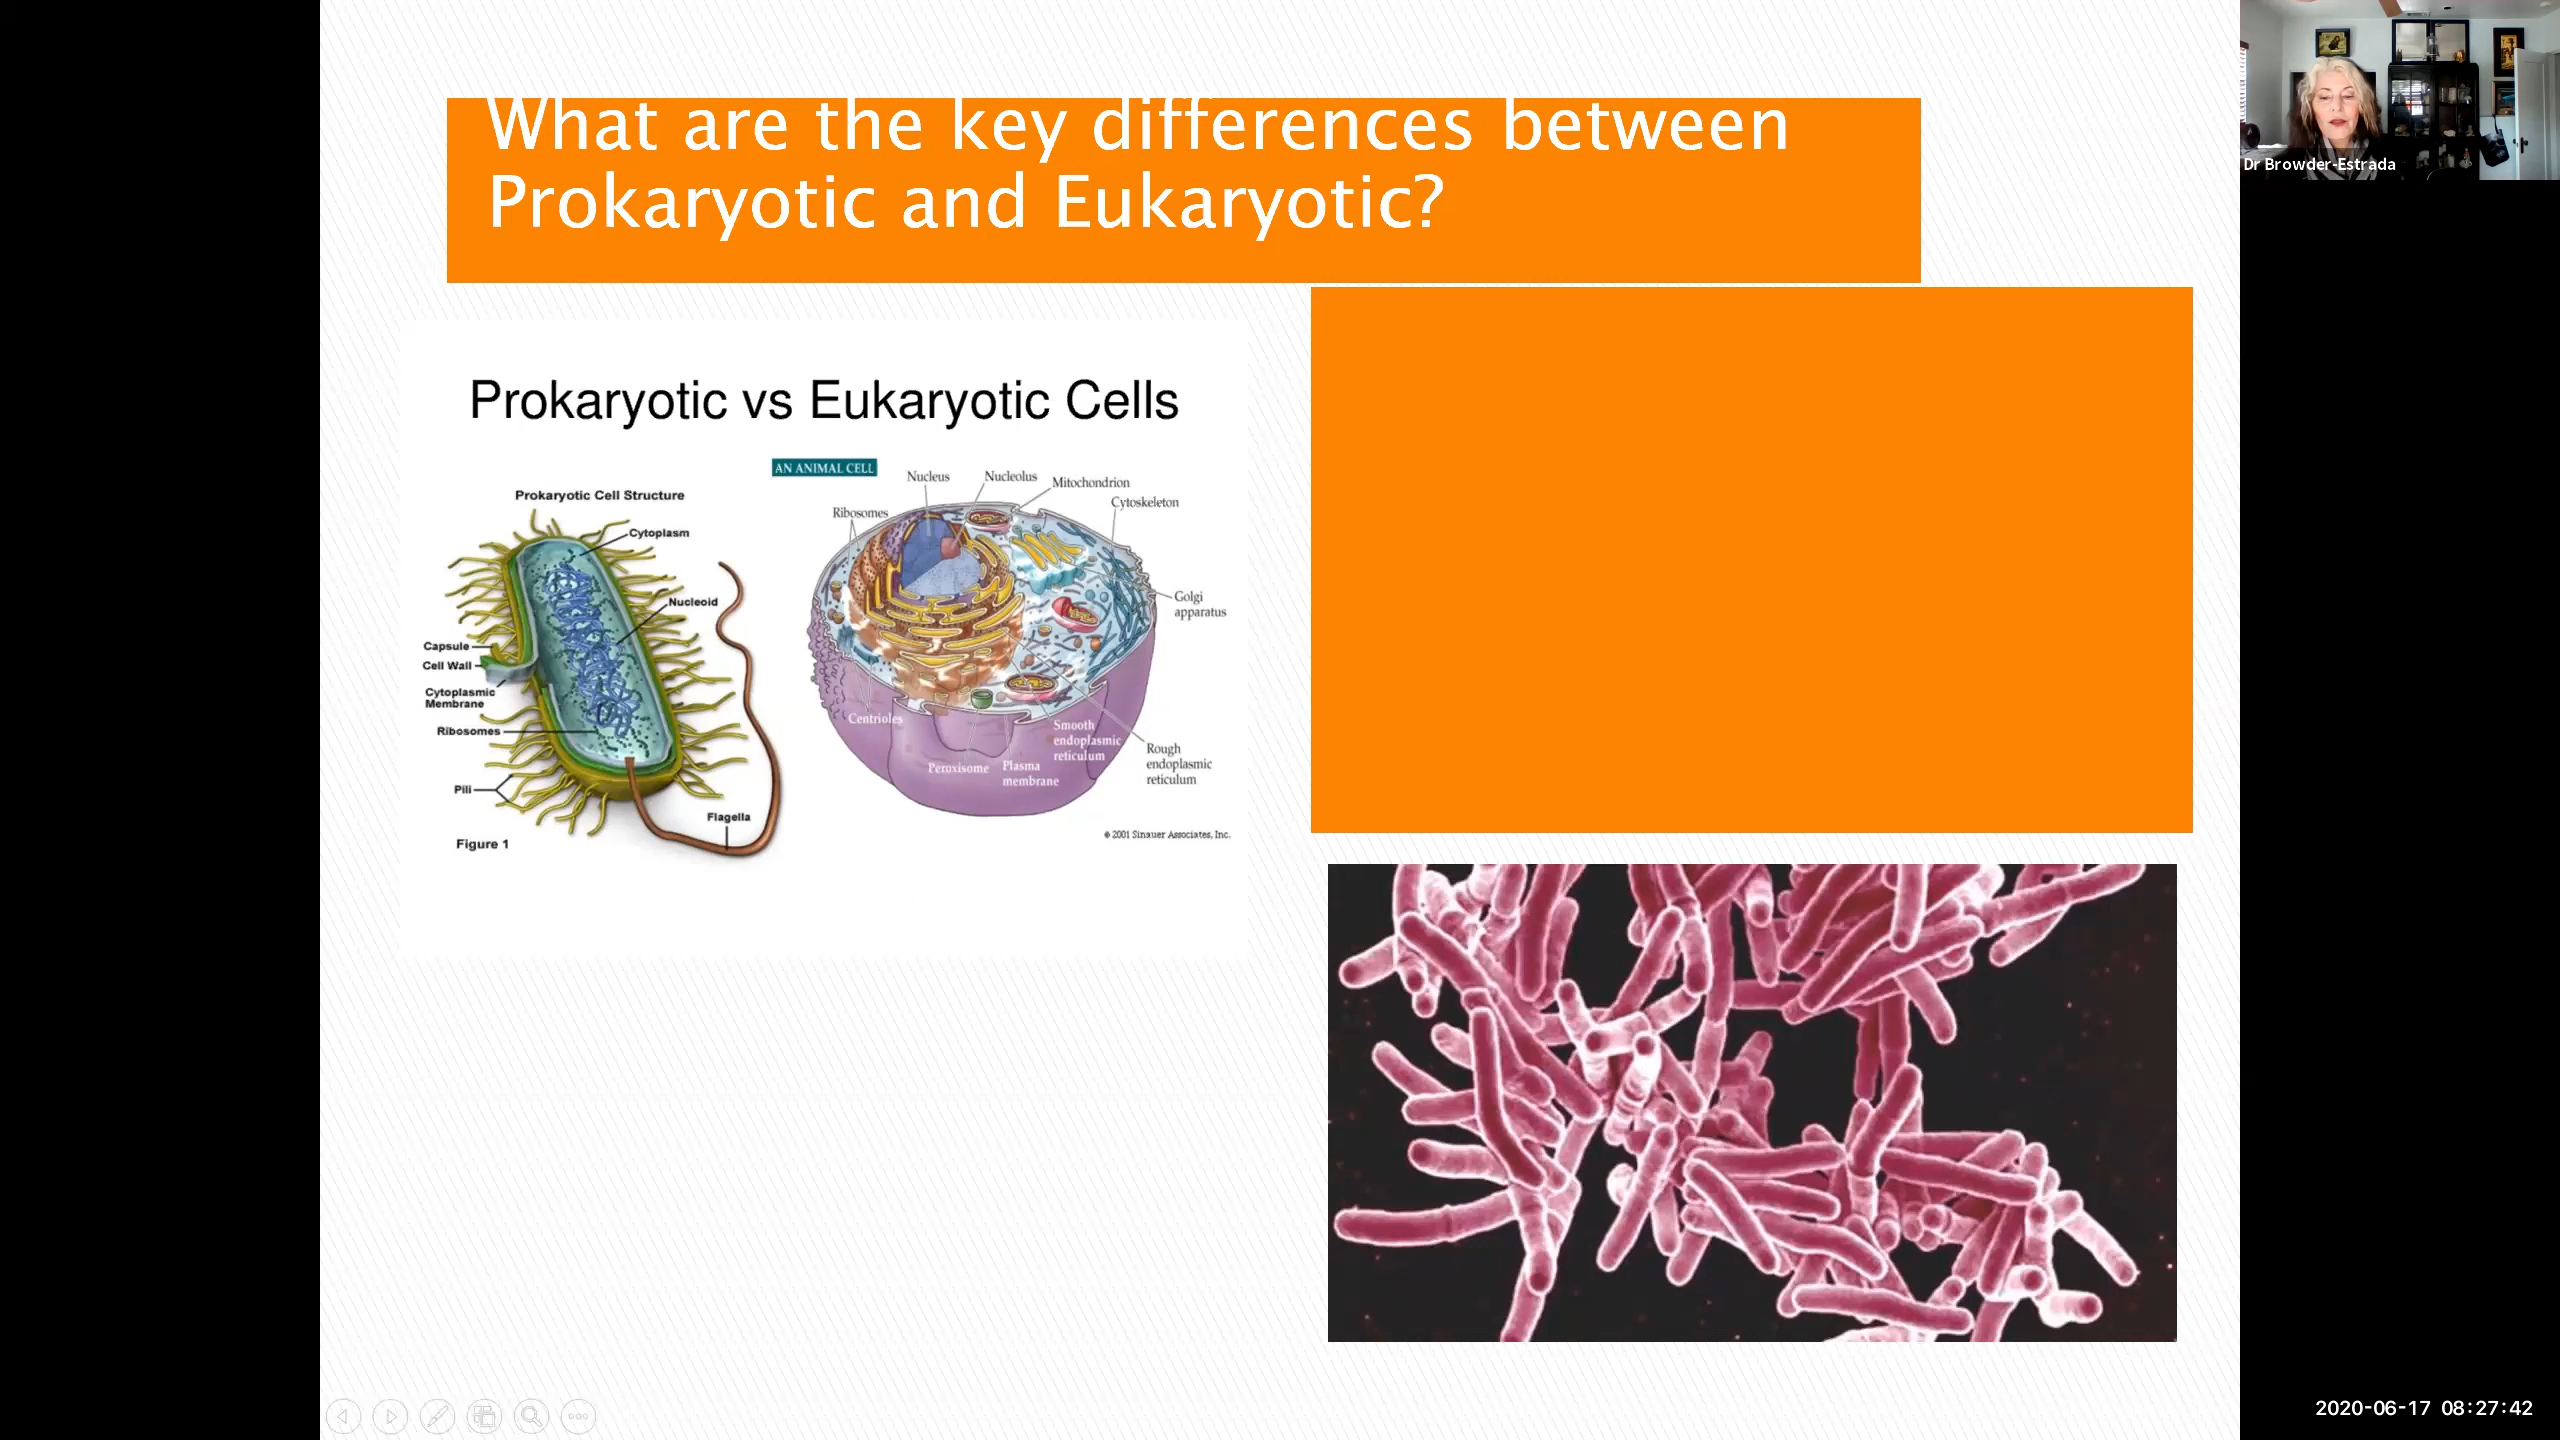 What are the key differences between
Prokaryotic and Eukaryotic?
Dr Browder-Estrada
Prokaryotic vs Eukaryotic Cells
Prokaryotic Cell Structure
Cytoplasm
Nucleoid
Capsule
Cell Wall
Cytoplasmic
Membrane
Ribosomes
Pili
Flagella
Figure 1
AN ANIMAL CELL
Nucleus
Nucleolus
Mitochondrion
Cytoskeleton
Ribosomes
Golgi
apparatus
Centrioles
Smooth
endoplasmic
reticulum
Rough
endoplasmic
reticulum
Peroxisome
Plasma
membrane
© 2001 Sinauer Associates, Inc.
2020-06-17 08:27:42